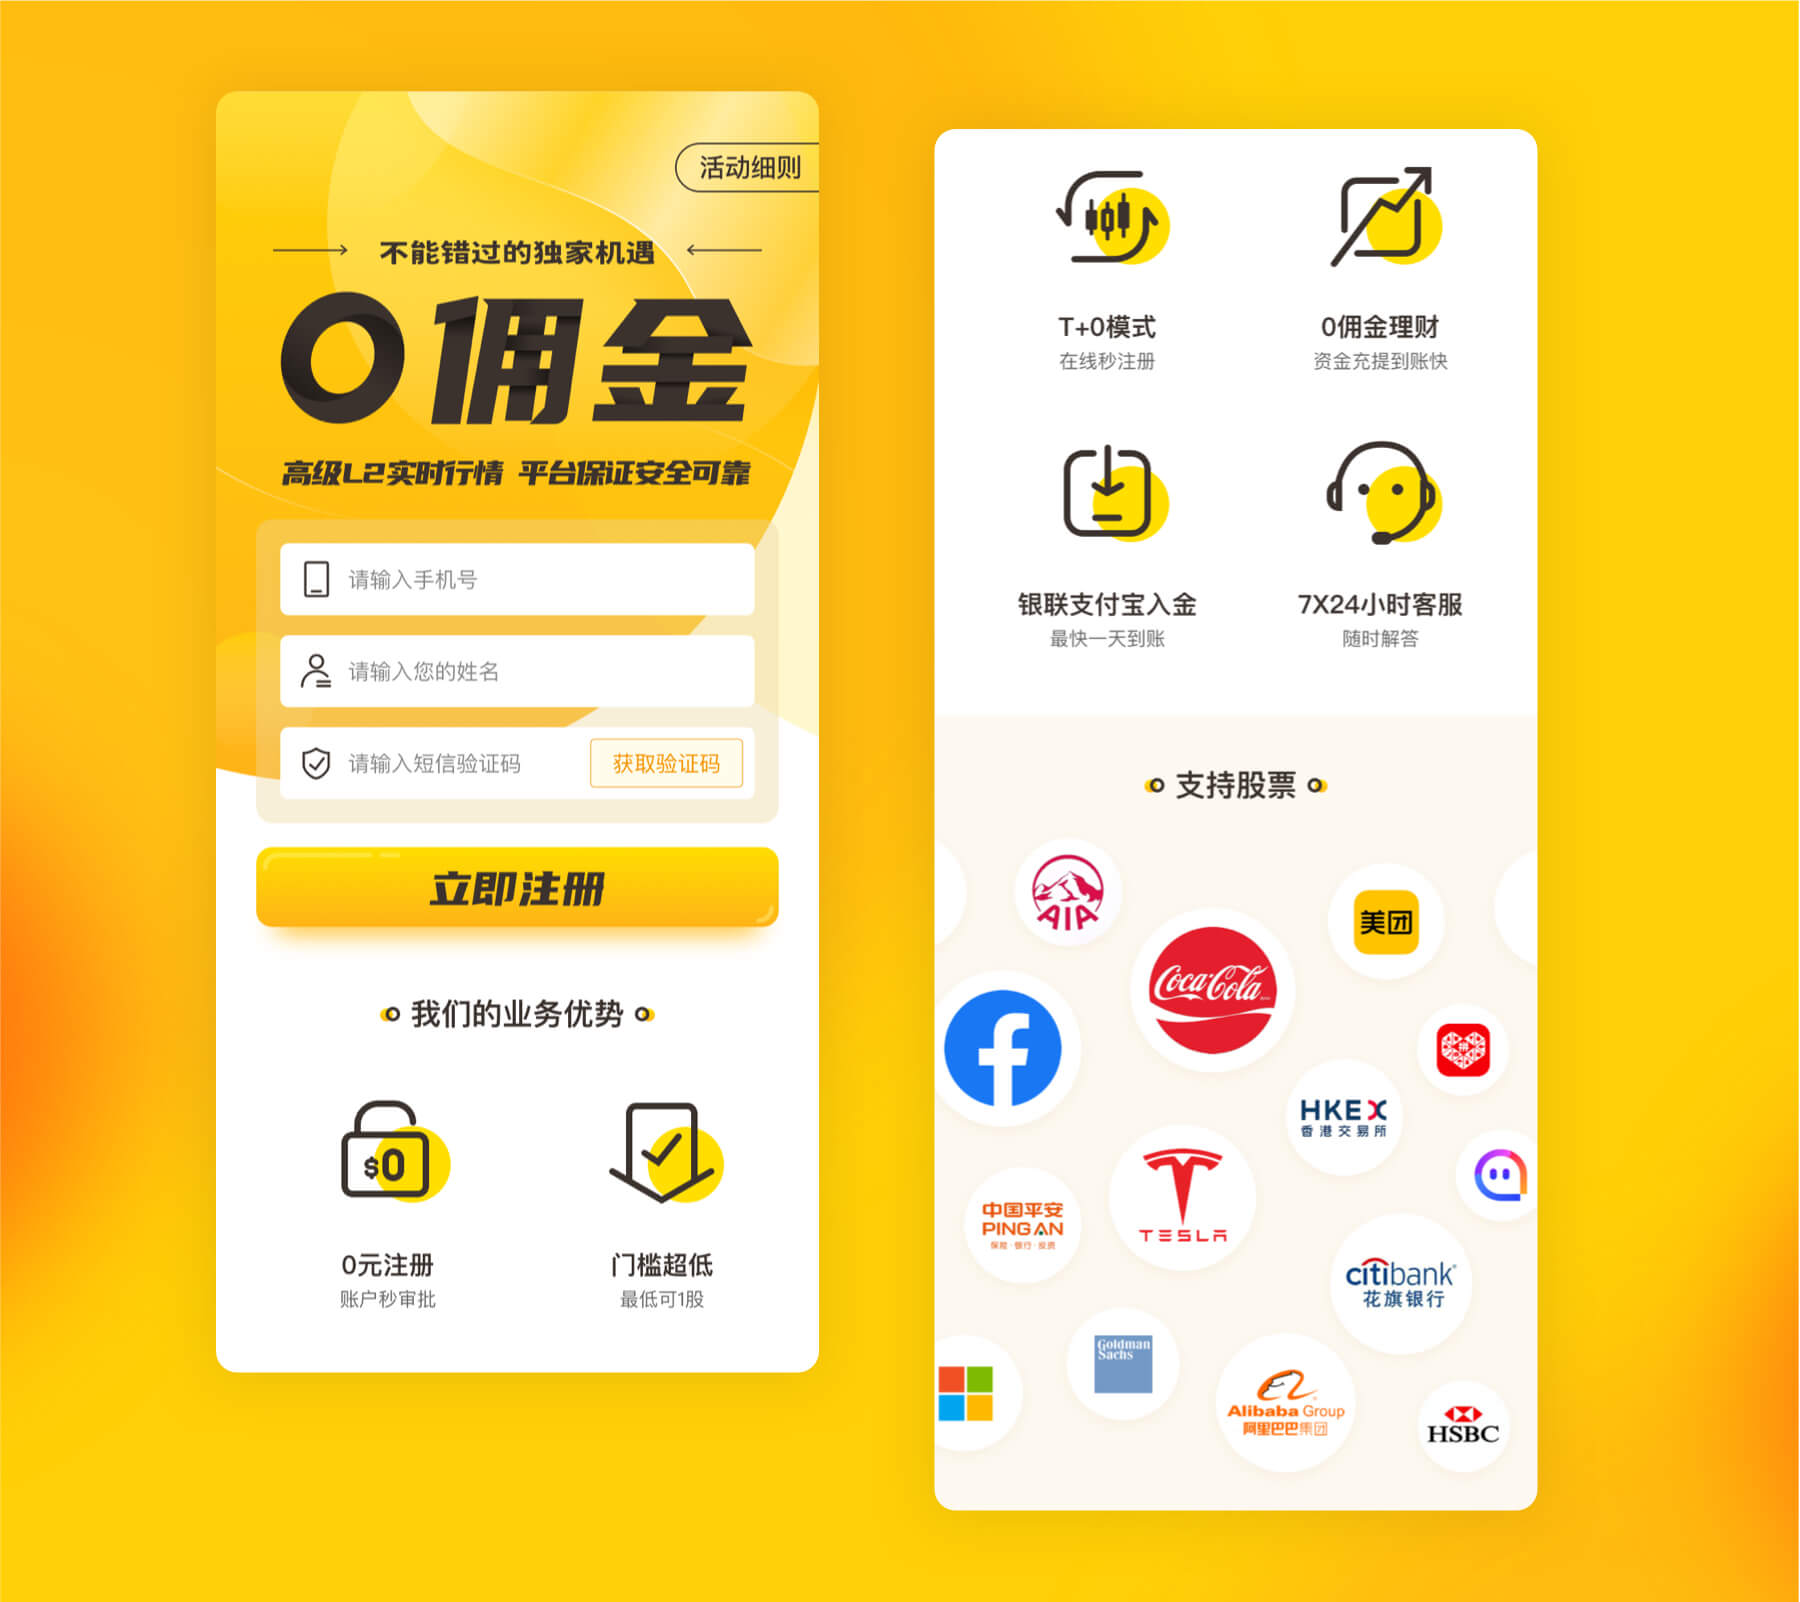 活动细则
不能错过的独家机遇
0佣金
高级L2实时行情 平台保证安全可靠
请输入手机号
请输入您的姓名
请输入短信验证码
获取验证码
立即注册
我们的业务优势
$0
0元注册
门槛超低
账户秒审批
最低可1股
T+0模式
0佣金理财
在线秒注册
资金充提到账快
银联支付宝入金
7X24小时客服
最快一天到账
随时解答
支持股票
AIA
美团
Coca-Cola
拼
HKEX
香港交易所
中国平安
PINGAN
保险·银行·投资
TESLA
citibank
花旗银行
Goldman
Sachs
Alibaba Group
阿里巴巴集团
HSBC